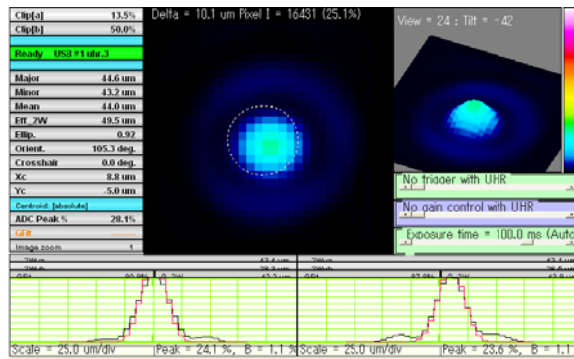 Clip[a] 13.5%
Clip[b] 50.0%
Ready USB #1 uhr.3
Major 44.6 um
Minor 43.2 um
Mean 44.0 um
Eff_2W 49.5 um
Ellip. 0.92
Orient. 105.3 deg.
Crosshair 0.0 deg.
Xc 8.8 um
Yc -5.0 um
Centroid: [absolute]
ADC Peak % 28.1%
Image zoom 1
Delta = 10.1 um Pixel I = 16431 (25.1%)
View = 24 : Tilt = -42
No trigger with UHR
No gain control with UHR
Exposure time = 100.0 ms (Auto
Scale = 25.0 um/div Peak = 24.1 %, B = 1.1 %
Scale = 25.0 um/div Peak = 23.6 %, B = 1.1 %